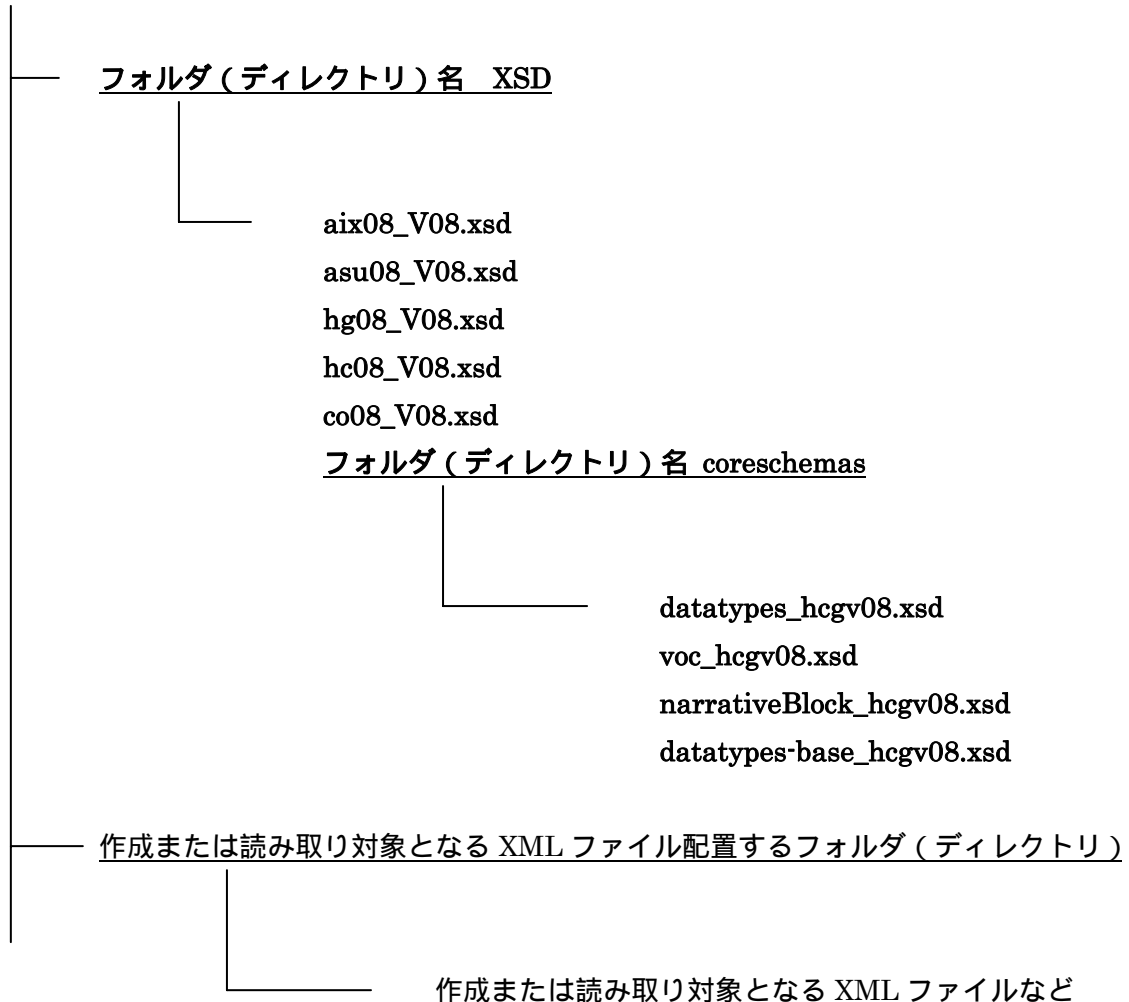 フォルダ（ディレクトリ）名　XSD
aix08_V08.xsd
asu08_V08.xsd
hg08_V08.xsd
hc08_V08.xsd
co08_V08.xsd
フォルダ（ディレクトリ）名 coreschemas
datatypes_hcgv08.xsd
voc_hcgv08.xsd
narrativeBlock_hcgv08.xsd
datatypes-base_hcgv08.xsd
作成または読み取り対象となる XML ファイル配置するフォルダ（ディレクトリ）
作成または読み取り対象となる XML ファイルなど